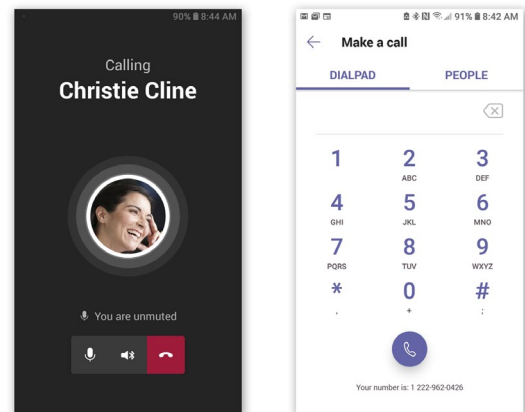 90% 8:44 AM
Calling
Christie Cline
You are unmuted
91% 8:42 AM
Make a call
DIALPAD PEOPLE
1 2 3
ABC DEF
4 5 6
GHI JKL MNO
7 8 9
PQRS TUV WXYZ
* 0 #
, + ;
Your number is: 1 222-962-0426